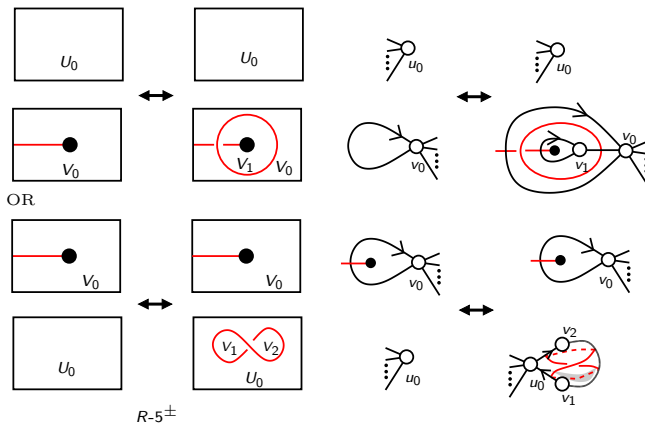 U₀ U₀ u₀ u₀
V₀ V₁ V₀ v₀ v₁ v₀
OR
V₀ V₀ v₀ v₀
U₀ v₁ v₂ U₀ u₀ u₀ v₂ v₁
R-5±